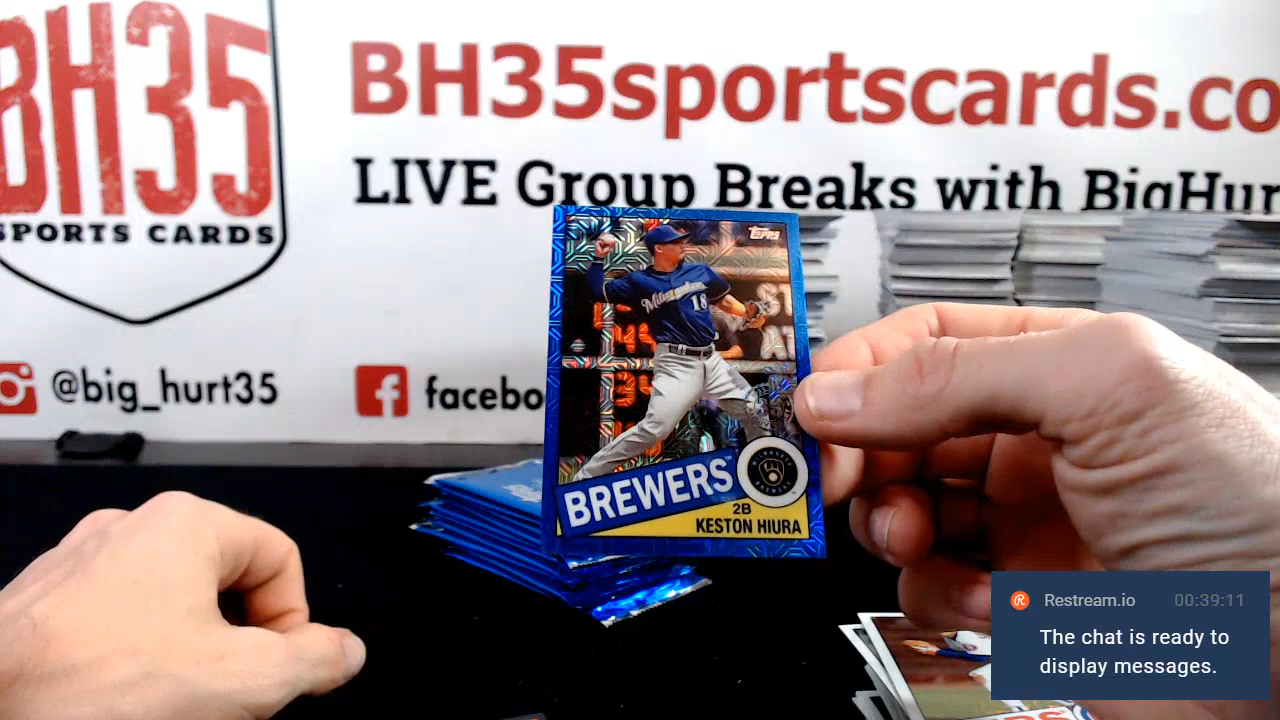 BH35
SPORTS CARDS
BH35sportscards.co
LIVE Group Breaks with BigHur
@big_hurt35
facebo
Topps
Milwaukee
18
BREWERS
2B
KESTON HIURA
Restream.io 00:39:11
The chat is ready to
display messages.